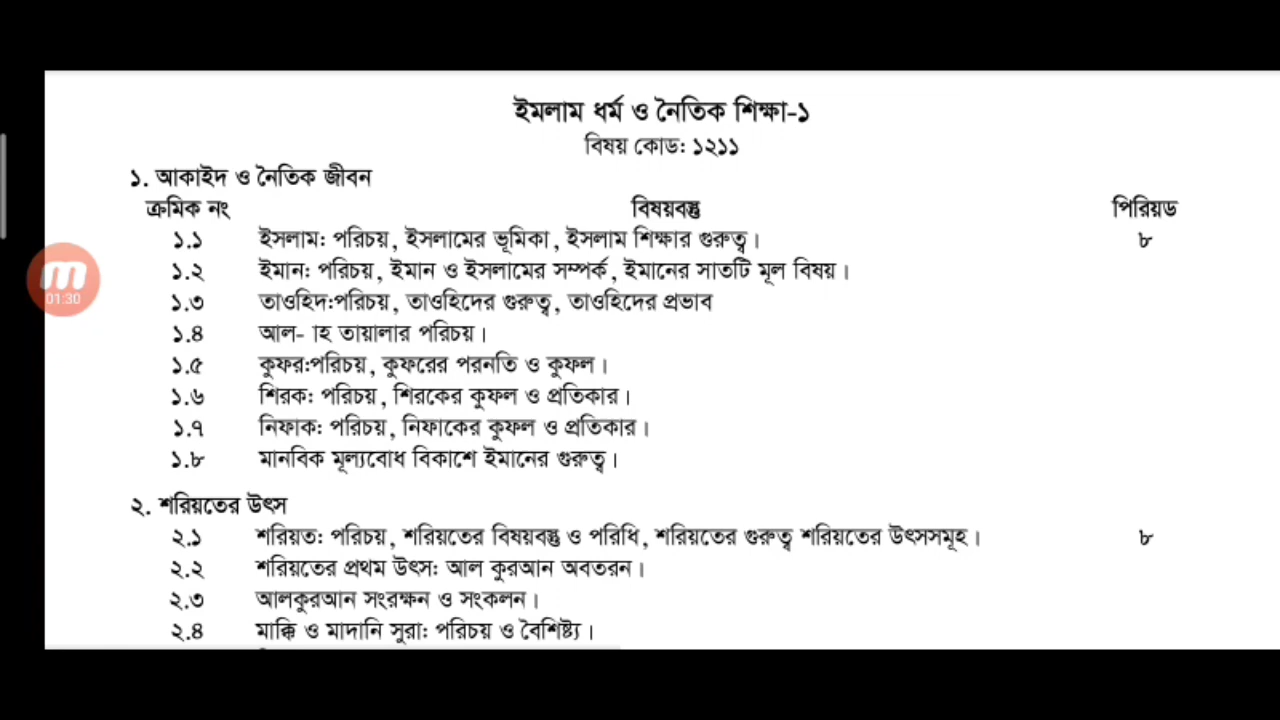 ইমলাম ধর্ম ও নৈতিক শিক্ষা-১
বিষয় কোড: ১২১১
১. আকাইদ ও নৈতিক জীবন
ক্রমিক নং বিষয়বস্তু পিরিয়ড
১.১ ইসলাম: পরিচয়, ইসলামের ভূমিকা, ইসলাম শিক্ষার গুরুত্ব। ৮
১.২ ইমান: পরিচয়, ইমান ও ইসলামের সম্পর্ক, ইমানের সাতটি মূল বিষয়।
১.৩ তাওহিদ:পরিচয়, তাওহিদের গুরুত্ব, তাওহিদের প্রভাব
১.৪ আল- াহ তায়ালার পরিচয়।
১.৫ কুফর:পরিচয়, কুফরের পরনতি ও কুফল।
১.৬ শিরক: পরিচয়, শিরকের কুফল ও প্রতিকার।
১.৭ নিফাক: পরিচয়, নিফাকের কুফল ও প্রতিকার।
১.৮ মানবিক মূল্যবোধ বিকাশে ইমানের গুরুত্ব।
২. শরিয়তের উৎস
২.১ শরিয়ত: পরিচয়, শরিয়তের বিষয়বস্তু ও পরিধি, শরিয়তের গুরুত্ব শরিয়তের উৎসসমূহ। ৮
২.২ শরিয়তের প্রথম উৎস: আল কুরআন অবতরন।
২.৩ আলকুরআন সংরক্ষন ও সংকলন।
২.৪ মাক্কি ও মাদানি সুরা: পরিচয় ও বৈশিষ্ট্য।
01:30